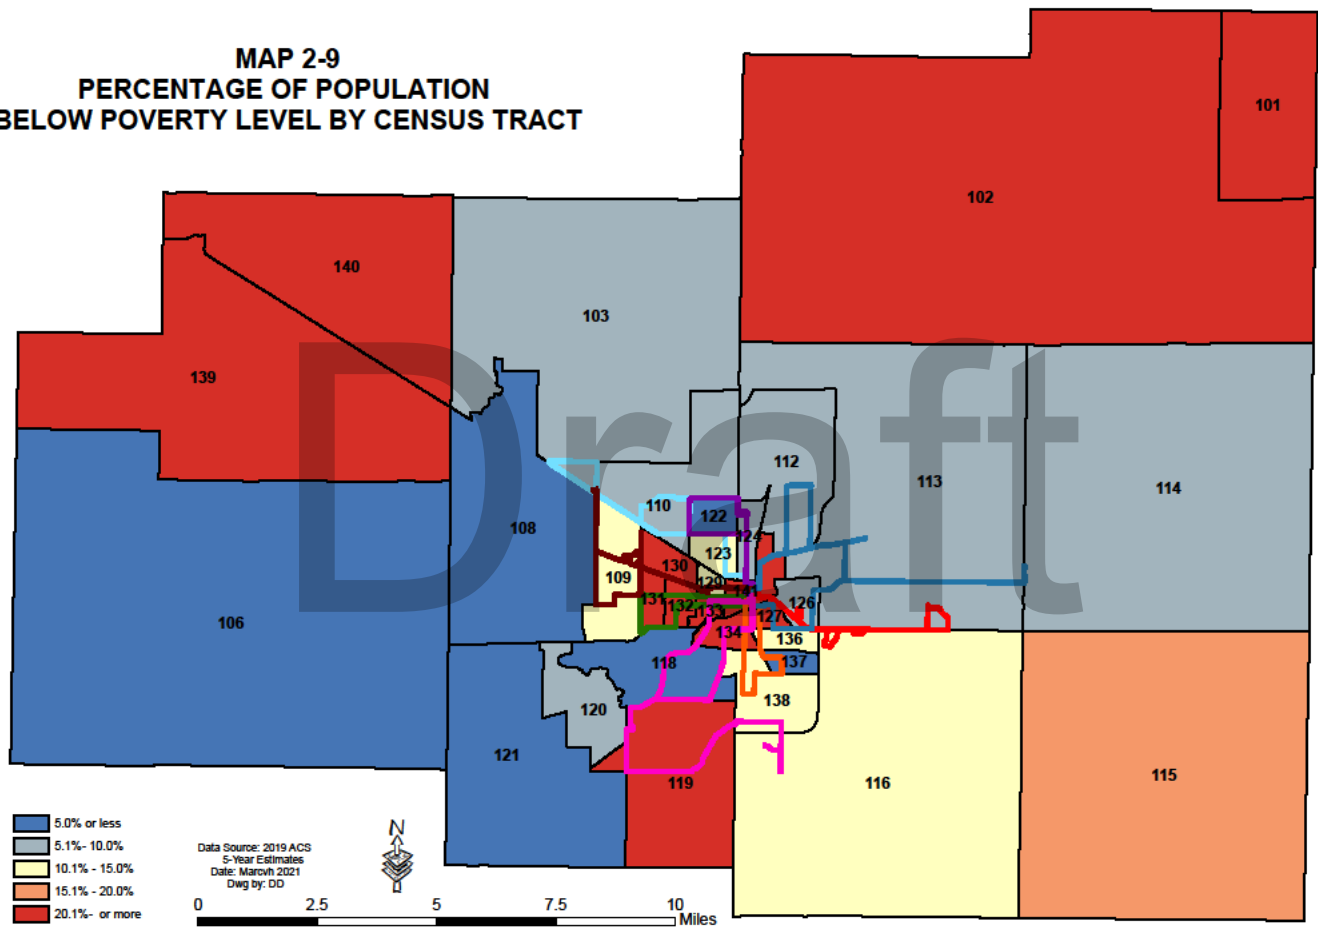 MAP 2-9
PERCENTAGE OF POPULATION
BELOW POVERTY LEVEL BY CENSUS TRACT
101
102
140
103
139
Draft
112
113
114
110
122
108
124
123
130
109
129
141
131
132
133
126
127
106
134
136
118
137
120
138
121
119
116
115
5.0% or less
5.1%- 10.0%
10.1% - 15.0%
15.1% - 20.0%
20.1%- or more
Data Source: 2019 ACS
5-Year Estimates
Date: Marcvh 2021
Dwg by: DD
N
0 2.5 5 7.5 10
Miles